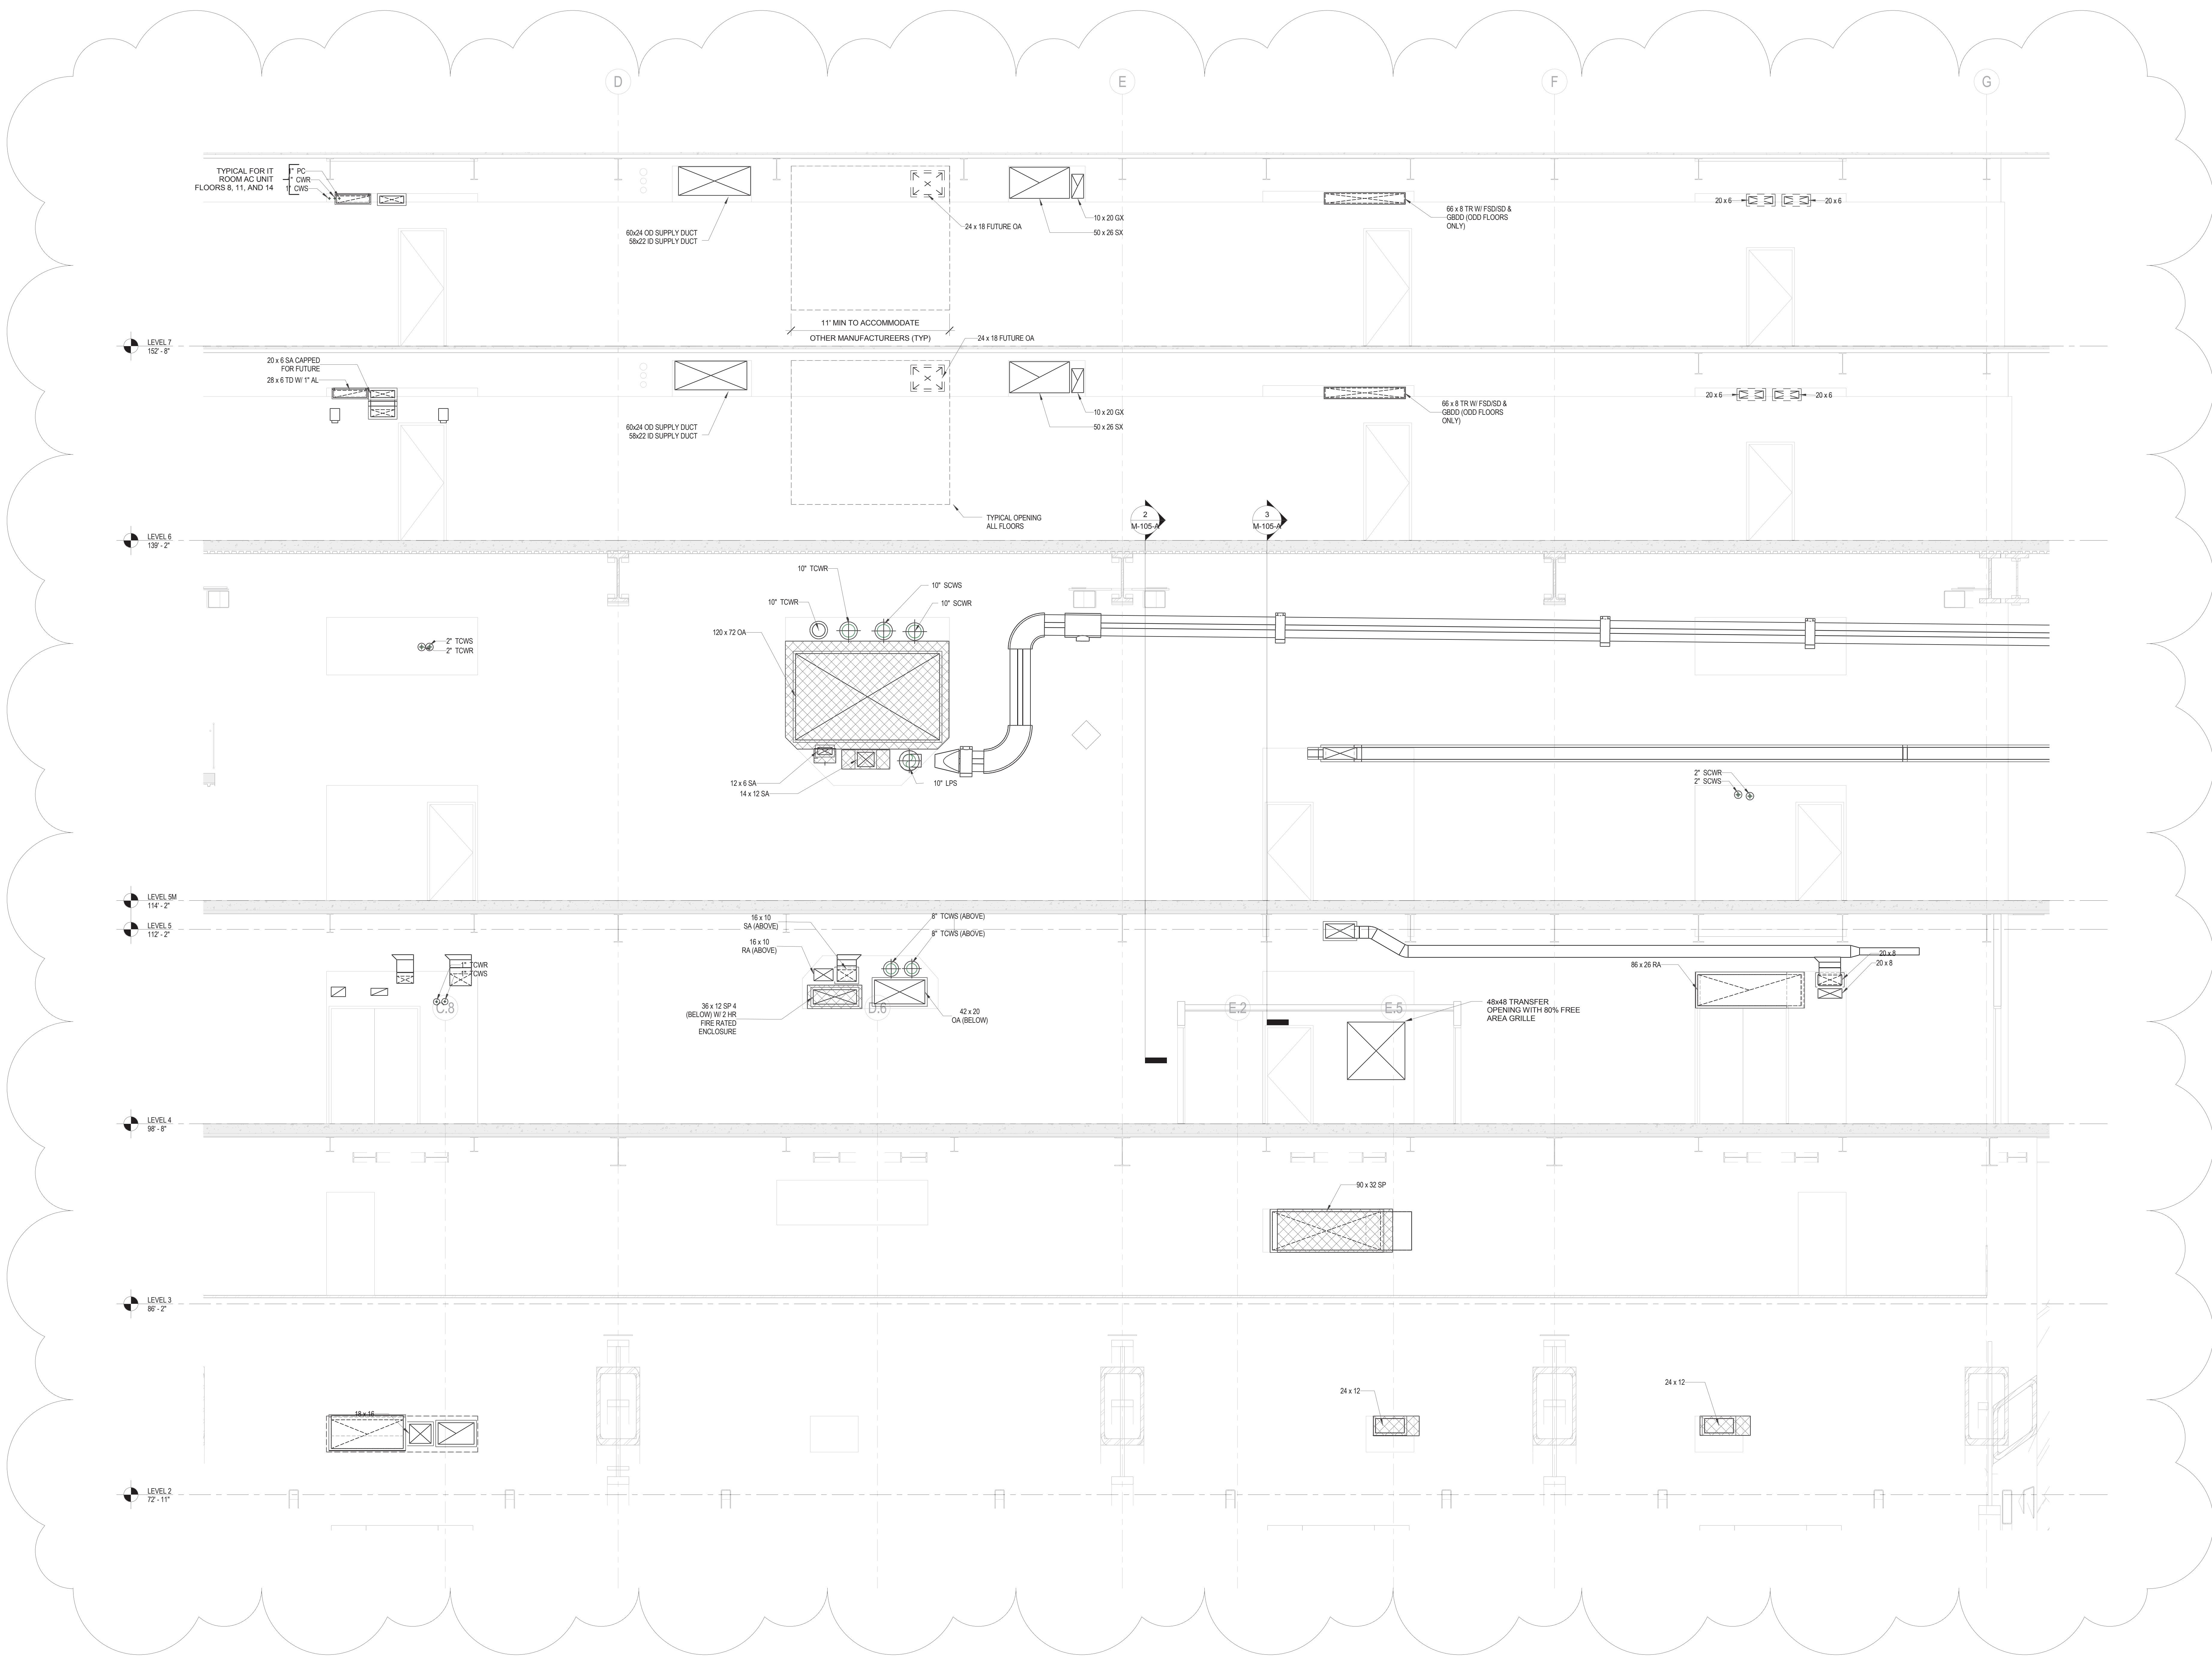 D
E
F
G
TYPICAL FOR IT
ROOM AC UNIT
FLOORS 8, 11, AND 14
1" PC
1" CWR
1" CWS
60x24 OD SUPPLY DUCT
58x22 ID SUPPLY DUCT
24 x 18 FUTURE OA
10 x 20 GX
50 x 26 SX
66 x 8 TR W/ FSD/SD &
GBDD (ODD FLOORS
ONLY)
20 x 6
20 x 6
11' MIN TO ACCOMMODATE
OTHER MANUFACTUREERS (TYP)
LEVEL 7
152' - 8"
24 x 18 FUTURE OA
20 x 6 SA CAPPED
FOR FUTURE
28 x 6 TD W/ 1" AL
60x24 OD SUPPLY DUCT
58x22 ID SUPPLY DUCT
10 x 20 GX
50 x 26 SX
66 x 8 TR W/ FSD/SD &
GBDD (ODD FLOORS
ONLY)
20 x 6
20 x 6
TYPICAL OPENING
ALL FLOORS
2
M-105-A
3
M-105-A
LEVEL 6
139' - 2"
10" TCWR
10" SCWS
10" TCWR
10" SCWR
120 x 72 OA
2" TCWS
2" TCWR
12 x 6 SA
14 x 12 SA
10" LPS
2" SCWR
2" SCWS
LEVEL 5M
114' - 2"
LEVEL 5
112' - 2"
16 x 10
SA (ABOVE)
8" TCWS (ABOVE)
8" TCWS (ABOVE)
16 x 10
RA (ABOVE)
1" TCWR
1" TCWS
86 x 26 RA
20 x 8
20 x 8
36 x 12 SP 4
(BELOW) W/ 2 HR
FIRE RATED
ENCLOSURE
42 x 20
OA (BELOW)
48x48 TRANSFER
OPENING WITH 80% FREE
AREA GRILLE
C.8
D.6
E.2
E.5
LEVEL 4
98' - 8"
90 x 32 SP
LEVEL 3
86' - 2"
18 x 16
24 x 12
24 x 12
LEVEL 2
72' - 11"